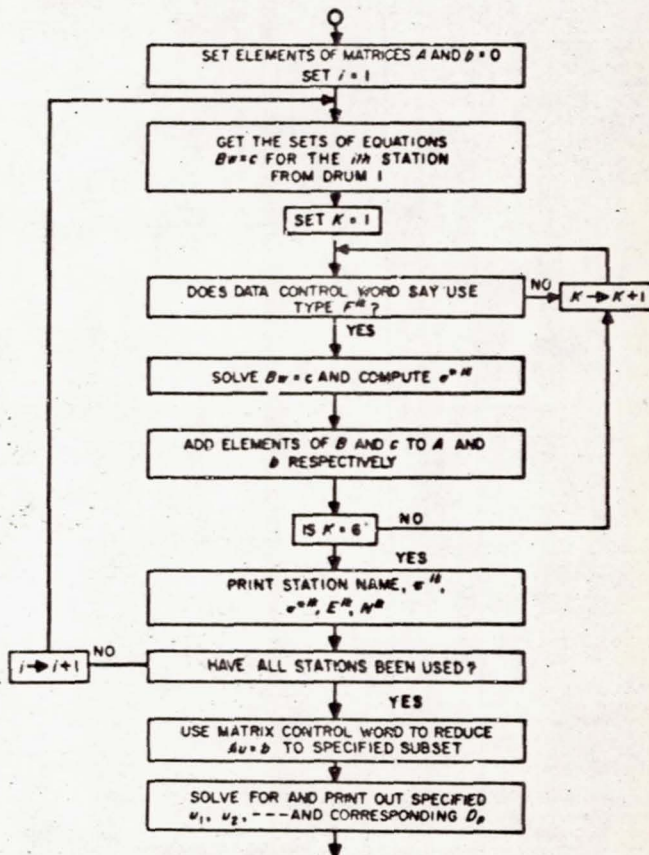 SET ELEMENTS OF MATRICES A AND b = 0
SET i = 1
GET THE SETS OF EQUATIONS
Bw = c FOR THE ith STATION
FROM DRUM 1
SET K = 1
DOES DATA CONTROL WORD SAY USE
TYPE F ?
NO
K → K+1
YES
SOLVE Bw = c AND COMPUTE
ADD ELEMENTS OF B AND c TO A AND
b RESPECTIVELY
IS K = 6
NO
YES
PRINT STATION NAME,
i → i+1
NO
HAVE ALL STATIONS BEEN USED?
YES
USE MATRIX CONTROL WORD TO REDUCE
Au = b TO SPECIFIED SUBSET
SOLVE FOR AND PRINT OUT SPECIFIED
u₁, u₂, --- AND CORRESPONDING Dₚ